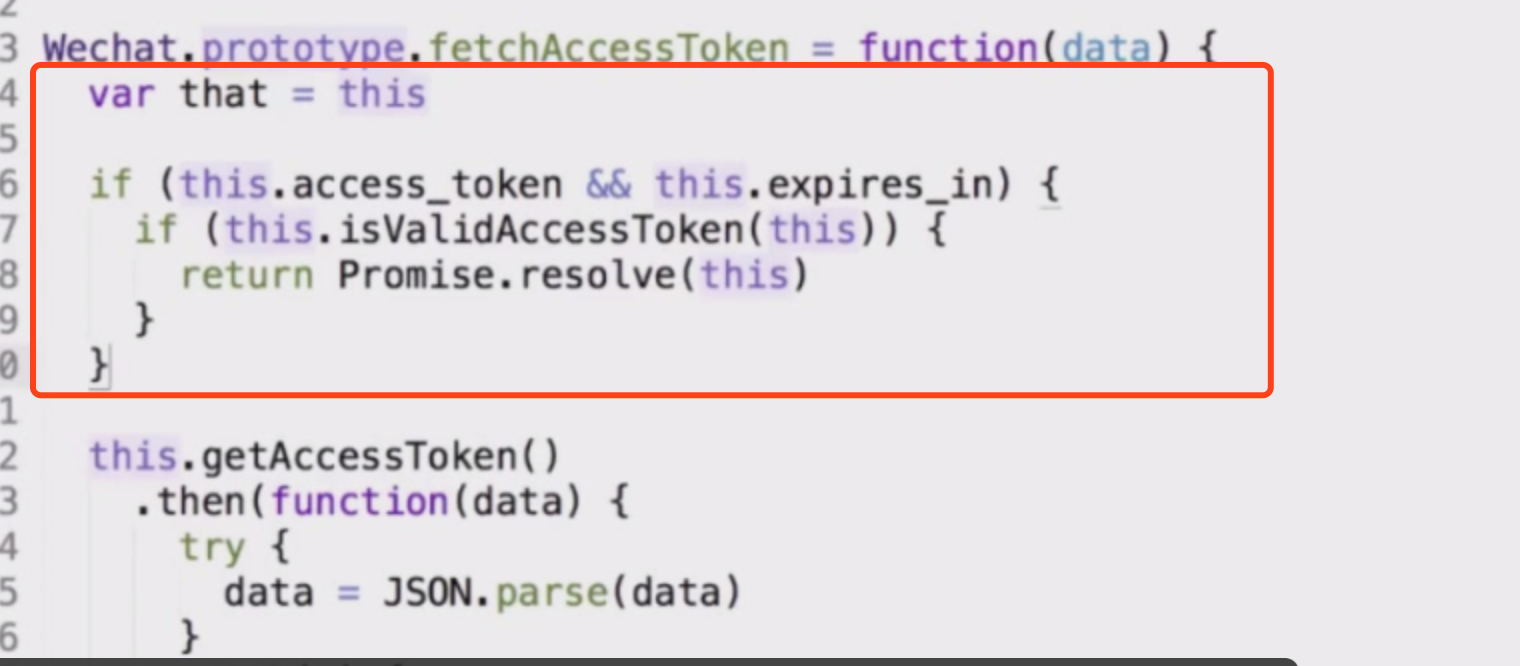 2
3 Wechat.prototype.fetchAccessToken = function(data) {
4   var that = this
5
6   if (this.access_token && this.expires_in) {
7     if (this.isValidAccessToken(this)) {
8       return Promise.resolve(this)
9     }
0   }
1
2   this.getAccessToken()
3     .then(function(data) {
4       try {
5         data = JSON.parse(data)
6       }